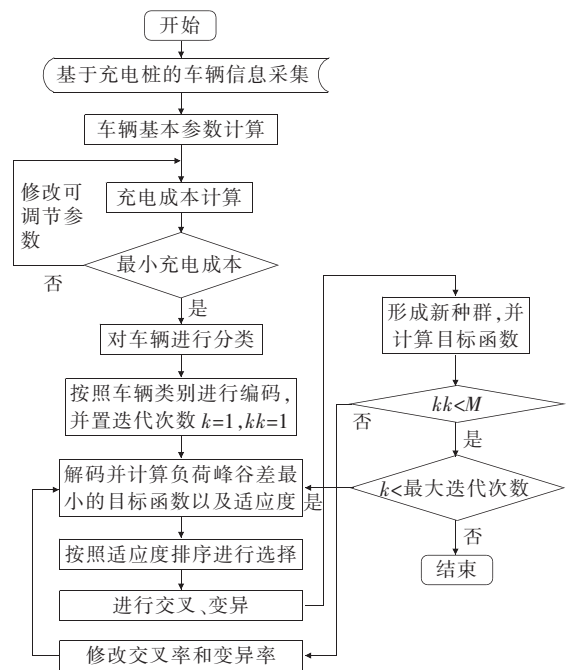 开始
基于充电桩的车辆信息采集
车辆基本参数计算
修改可
调节参
数
充电成本计算
最小充电成本
否
是
对车辆进行分类
按照车辆类别进行编码，
并置迭代次数 k=1,kk=1
解码并计算负荷峰谷差最
小的目标函数以及适应度
按照适应度排序进行选择
进行交叉、变异
修改交叉率和变异率
形成新种群,并
计算目标函数
kk<M
否
是
k<最大迭代次数
是
否
结束